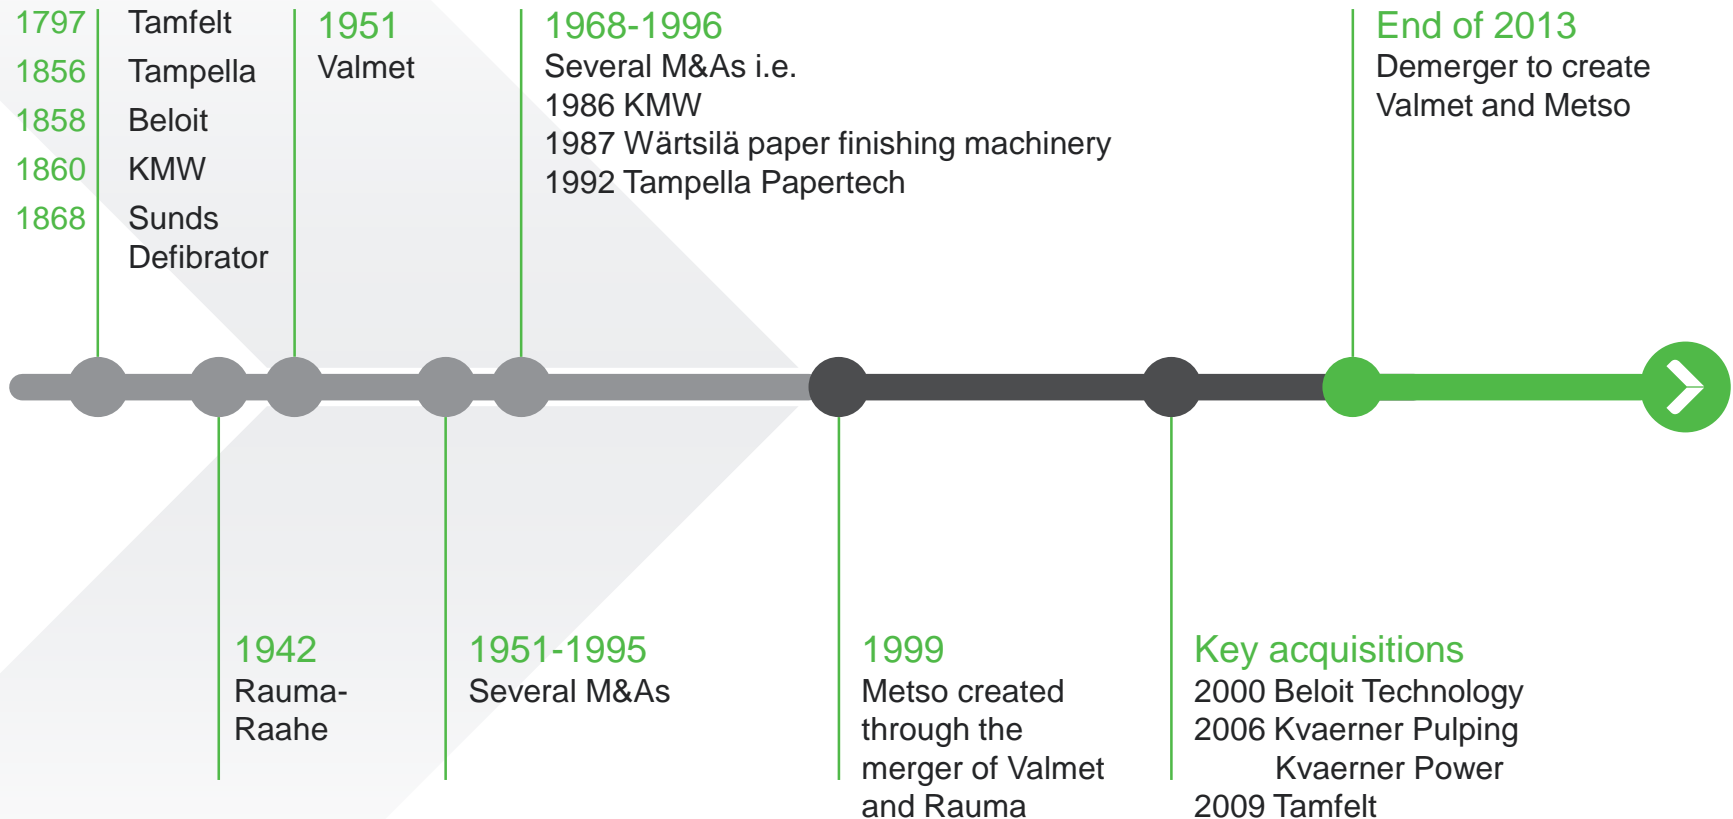 1797 Tamfelt
1856 Tampella
1858 Beloit
1860 KMW
1868 Sunds
Defibrator
1951
Valmet
1968-1996
Several M&As i.e.
1986 KMW
1987 Wärtsilä paper finishing machinery
1992 Tampella Papertech
End of 2013
Demerger to create
Valmet and Metso
1942
Rauma-
Raahe
1951-1995
Several M&As
1999
Metso created
through the
merger of Valmet
and Rauma
Key acquisitions
2000 Beloit Technology
2006 Kvaerner Pulping
Kvaerner Power
2009 Tamfelt